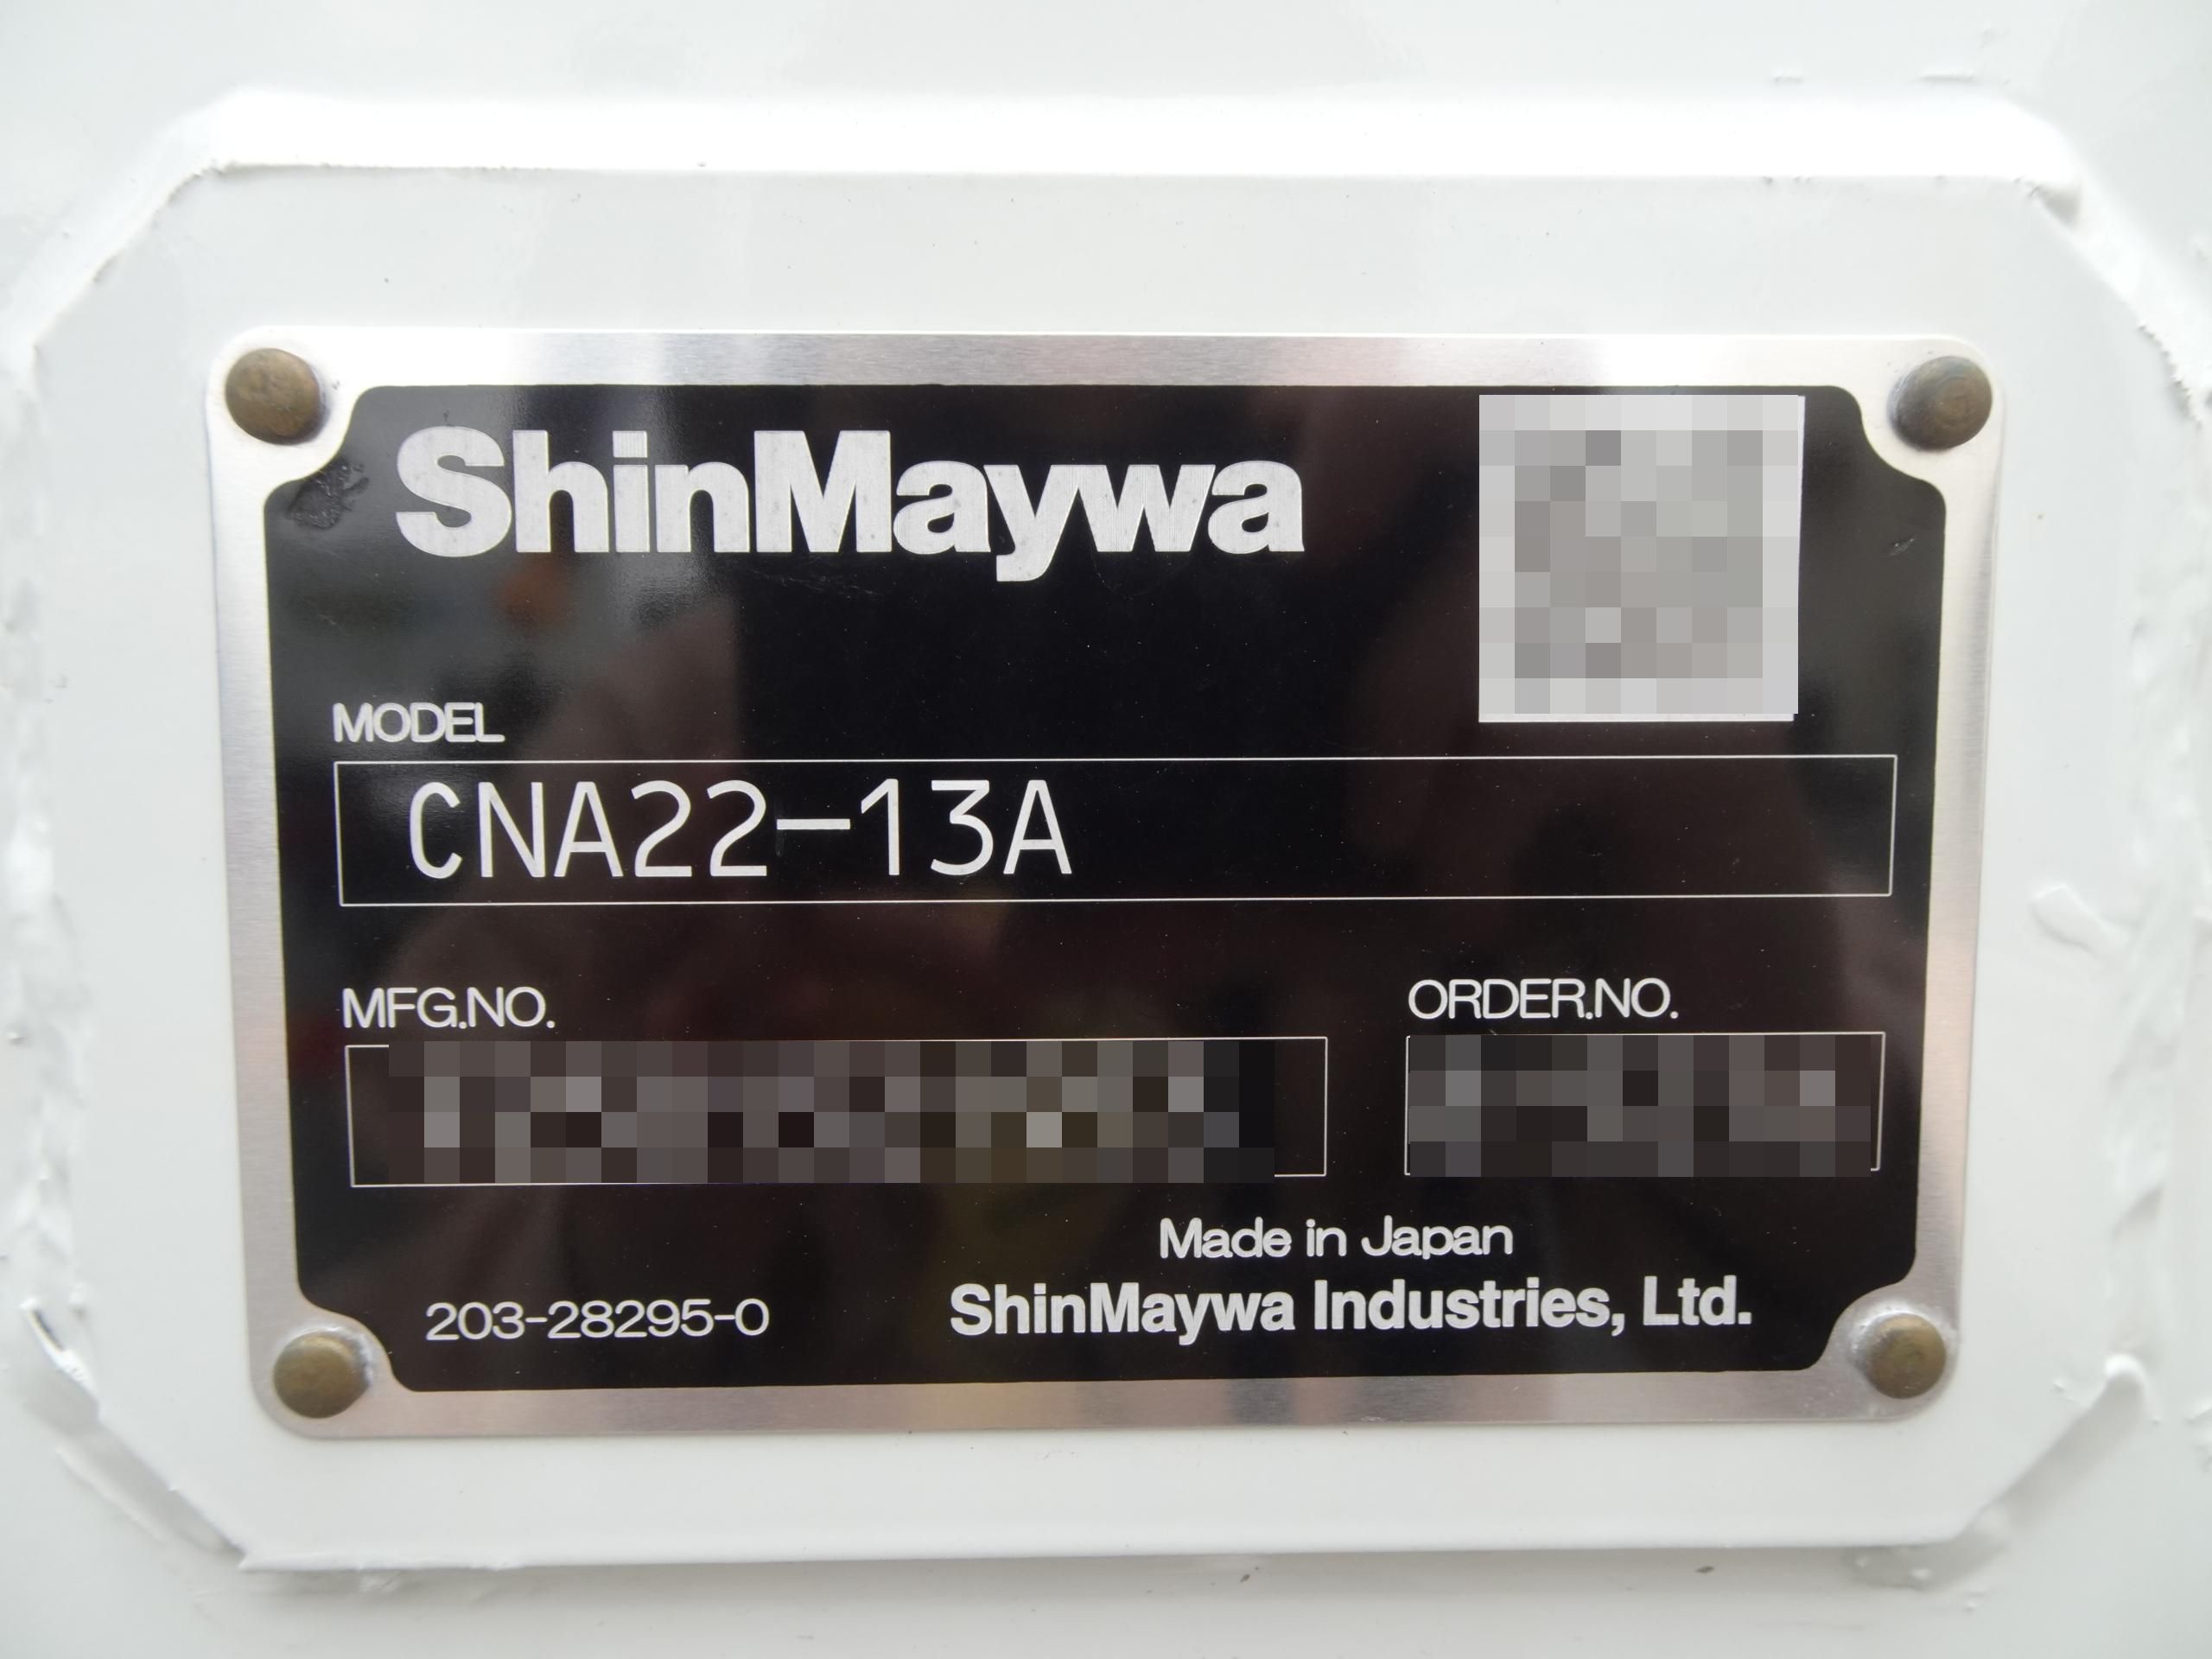 ShinMaywa
MODEL
CNA22-13A
MFG.NO.
ORDER.NO.
Made in Japan
203-28295-0
ShinMaywa Industries, Ltd.